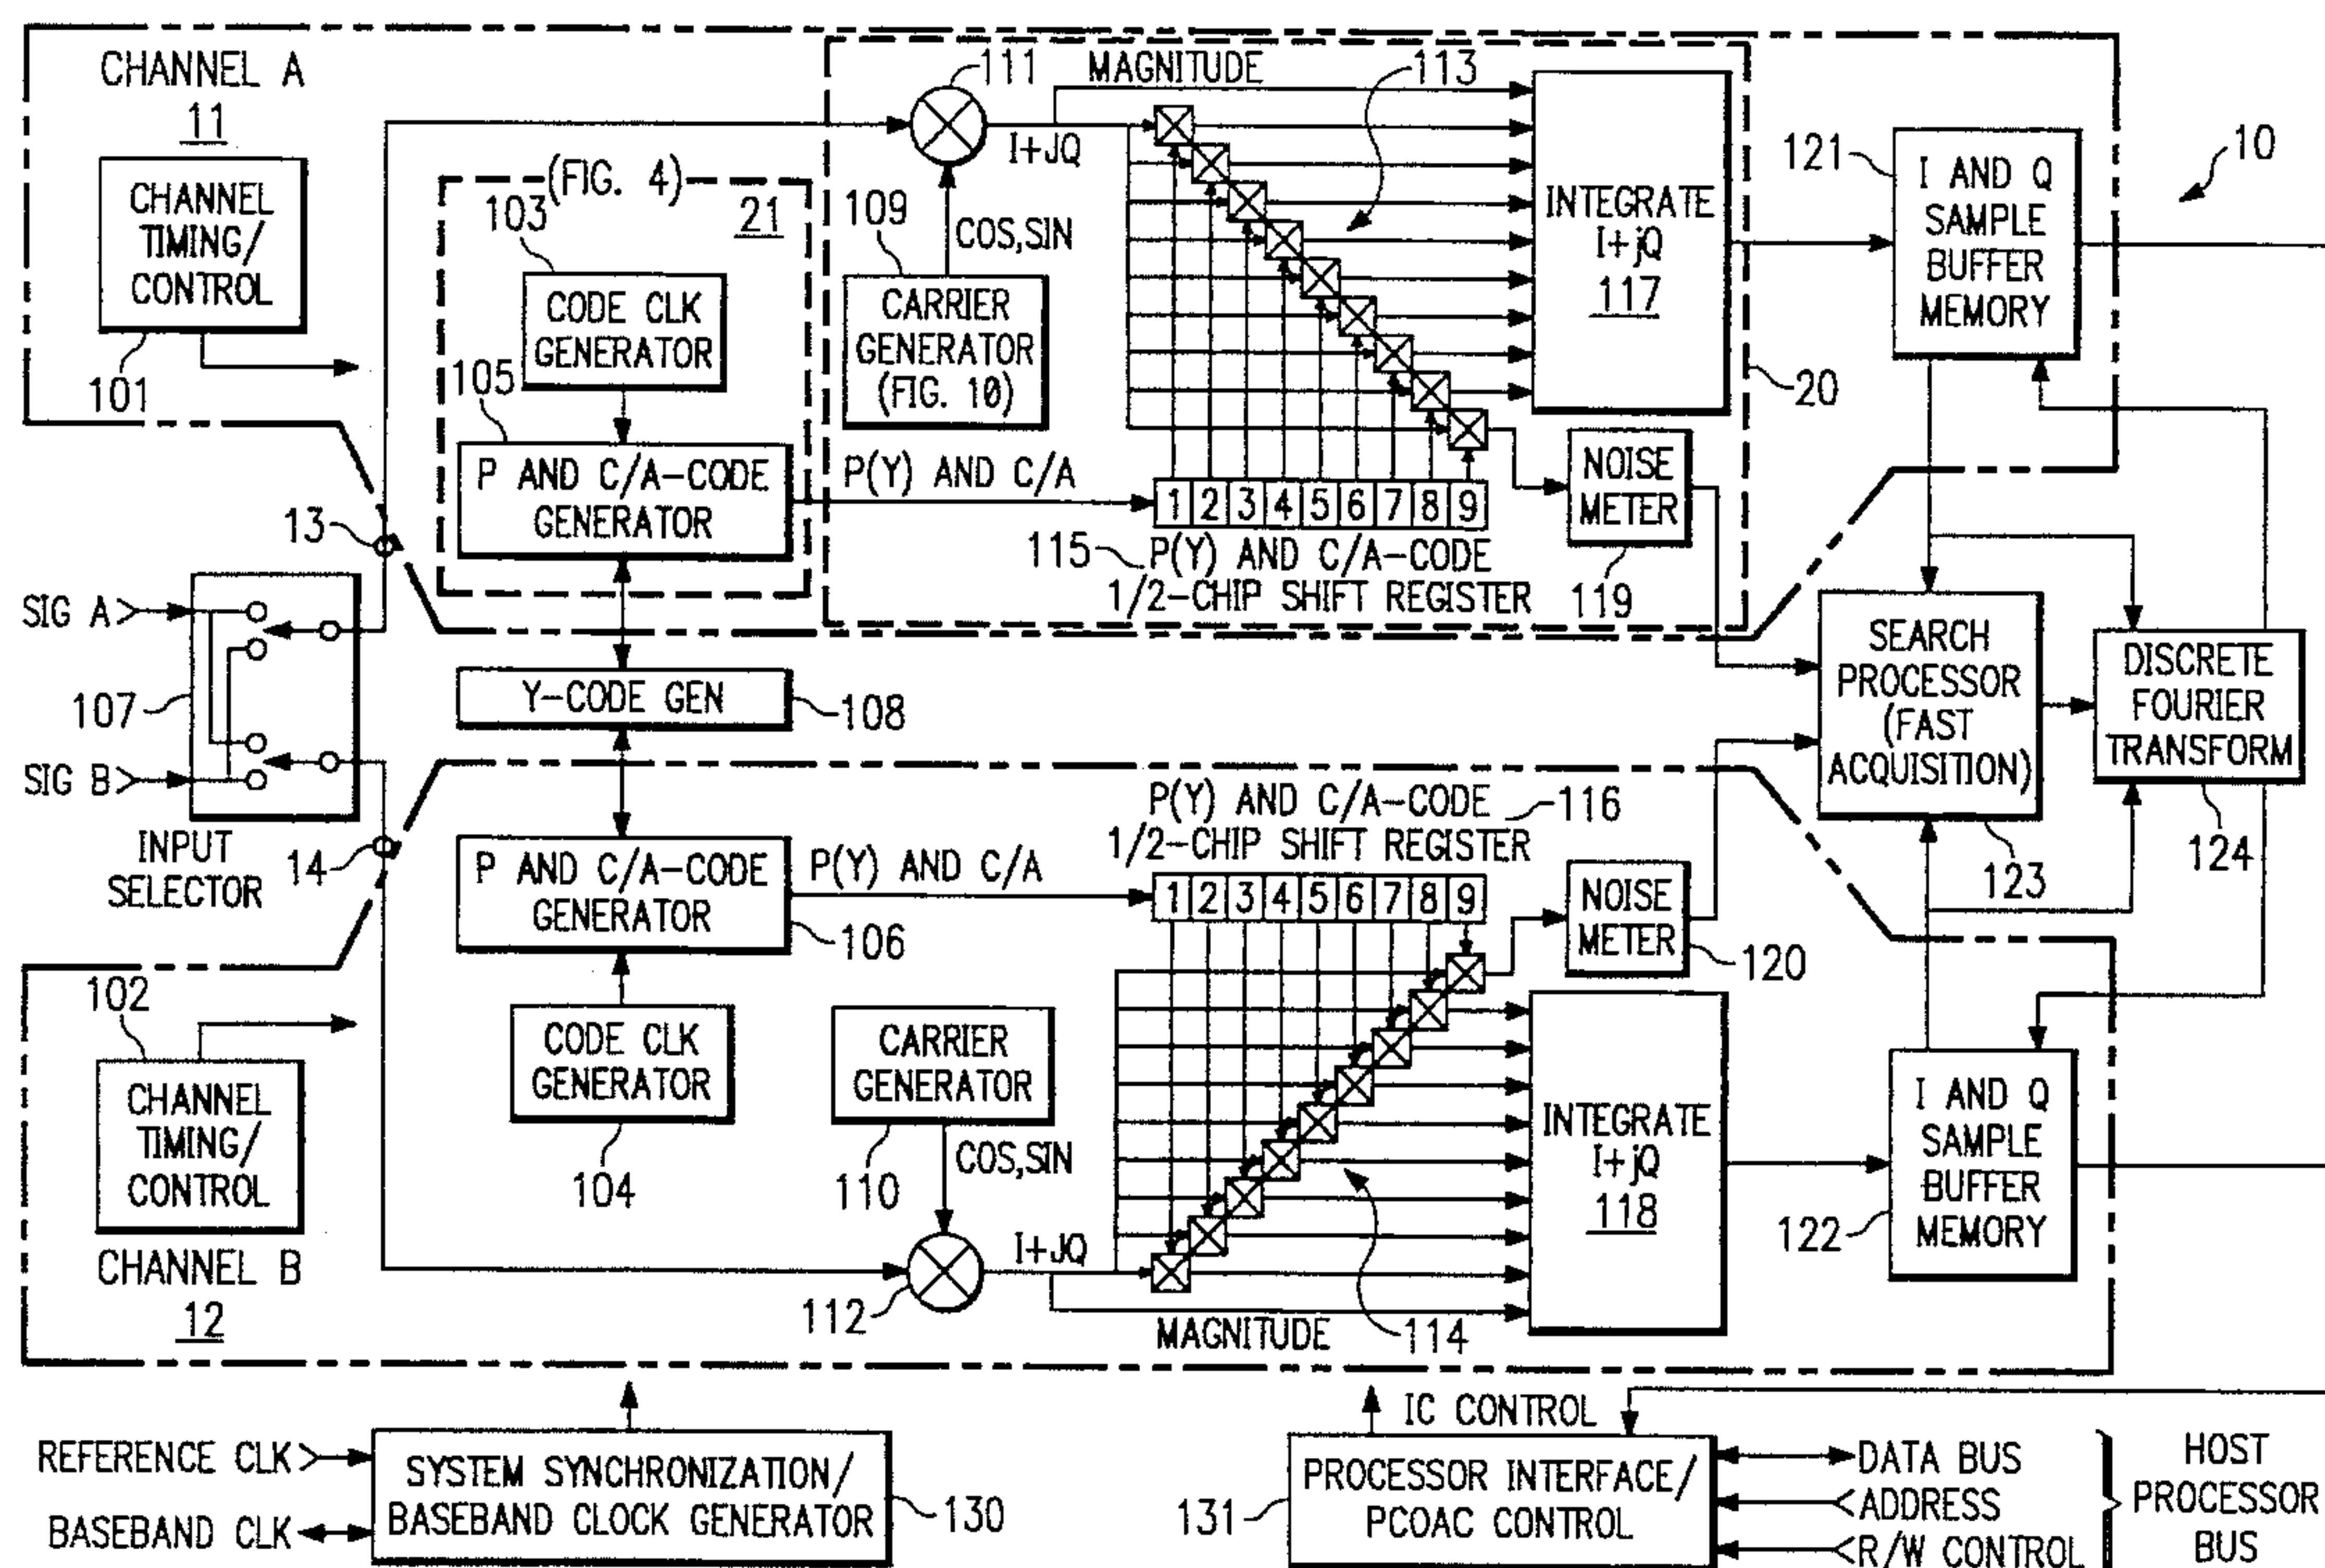 CHANNEL A
11
CHANNEL
TIMING/
CONTROL
101
(FIG. 4)
103
21
CODE CLK
GENERATOR
105
P AND C/A-CODE
GENERATOR
111
MAGNITUDE
113
I+JQ
109
COS,SIN
CARRIER
GENERATOR
(FIG. 10)
INTEGRATE
I+jQ
117
20
121
I AND Q
SAMPLE
BUFFER
MEMORY
10
P(Y) AND C/A
1 2 3 4 5 6 7 8 9
115
P(Y) AND C/A-CODE
1/2-CHIP SHIFT REGISTER
NOISE
METER
119
13
SIG A
107
SIG B
INPUT
SELECTOR
14
Y-CODE GEN
108
SEARCH
PROCESSOR
(FAST
ACQUISITION)
123
DISCRETE
FOURIER
TRANSFORM
124
P(Y) AND C/A-CODE
1/2-CHIP SHIFT REGISTER
116
P AND C/A-CODE
GENERATOR
106
P(Y) AND C/A
1 2 3 4 5 6 7 8 9
NOISE
METER
120
102
CHANNEL
TIMING/
CONTROL
CHANNEL B
12
CODE CLK
GENERATOR
104
CARRIER
GENERATOR
110
COS,SIN
112
I+JQ
MAGNITUDE
114
INTEGRATE
I+jQ
118
122
I AND Q
SAMPLE
BUFFER
MEMORY
REFERENCE CLK
BASEBAND CLK
SYSTEM SYNCHRONIZATION/
BASEBAND CLOCK GENERATOR
130
IC CONTROL
131
PROCESSOR INTERFACE/
PCOAC CONTROL
DATA BUS
ADDRESS
R/W CONTROL
HOST
PROCESSOR
BUS